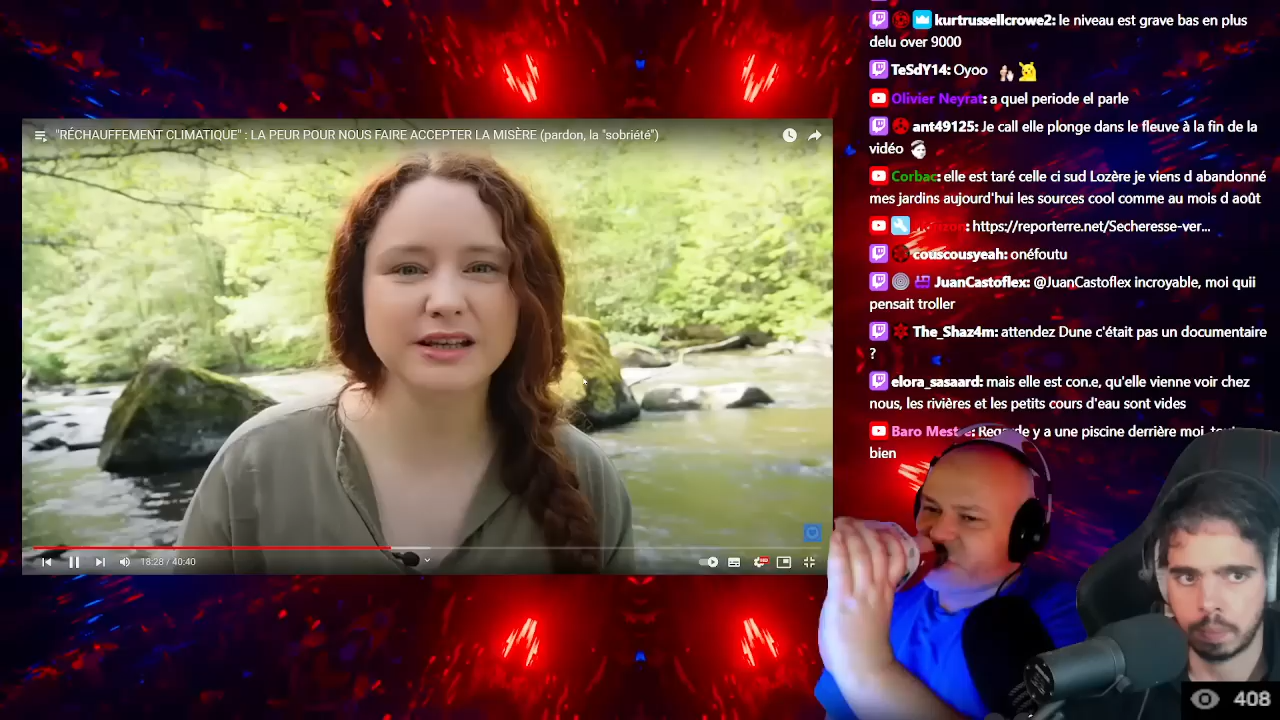 "RÉCHAUFFEMENT CLIMATIQUE" : LA PEUR POUR NOUS FAIRE ACCEPTER LA MISÈRE (pardon, la "sobriété")
18:28 / 40:40
kurtrussellcrowe2: le niveau est grave bas en plus
delu over 9000
TeSdY14: Oyoo
Olivier Neyrat: a quel periode el parle
ant49125: Je call elle plonge dans le fleuve à la fin de la
vidéo
Corbac: elle est taré celle ci sud Lozère je viens d abandonné
mes jardins aujourd'hui les sources cool comme au mois d août
: https://reporterre.net/Secheresse-ver...
couscousyeah: onéfoutu
JuanCastoflex: @JuanCastoflex incroyable, moi quii
pensait troller
The_Shaz4m: attendez Dune c'était pas un documentaire
?
elora_sasaard: mais elle est con.e, qu'elle vienne voir chez
nous, les rivières et les petits cours d'eau sont vides
Baro : Regarde y a une piscine derrière moi,
bien
408